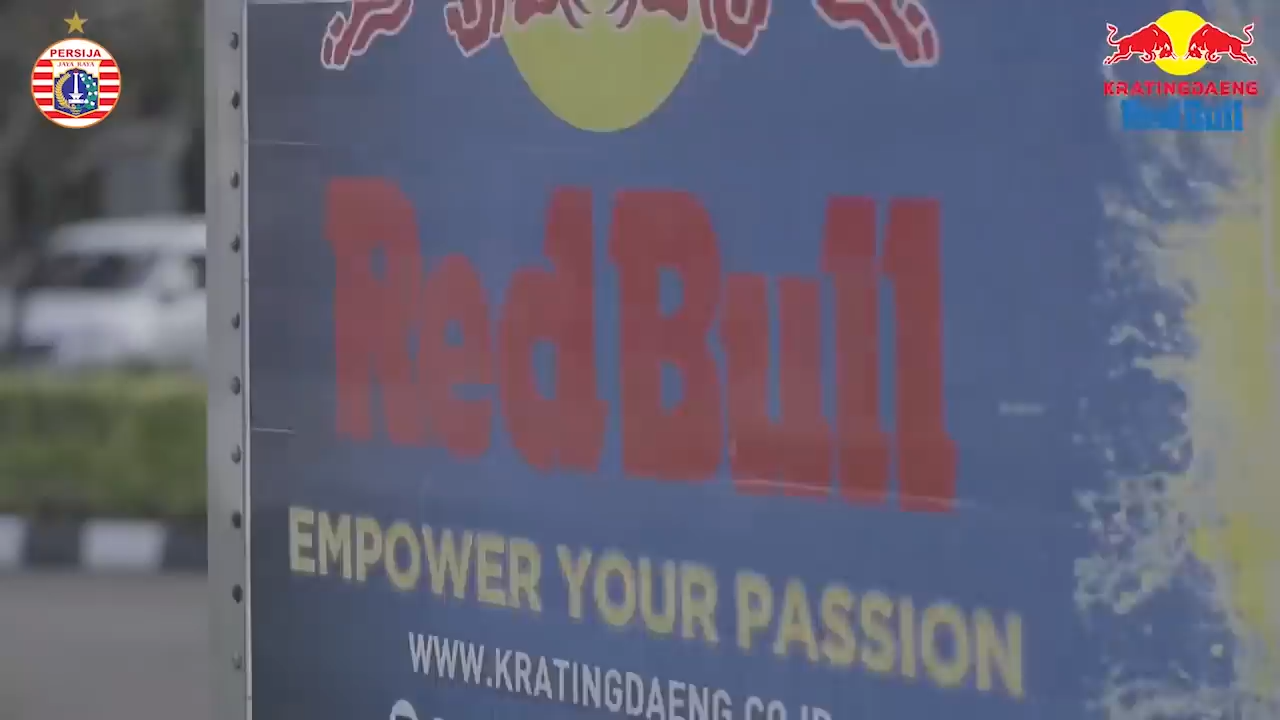 PERSIJA
JAYA RAYA
KRATINGDAENG
Red Bull
Red Bull
EMPOWER YOUR PASSION
WWW.KRATINGDAENG.CO.ID